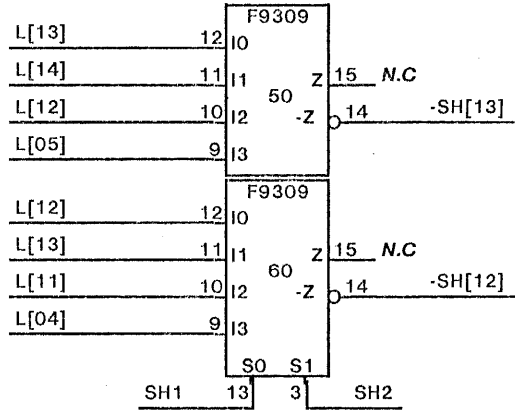 F9309
L[13] 12 I0
L[14] 11 I1 Z 15 N.C
50
L[12] 10 I2 -Z 14 -SH[13]
L[05] 9 I3
F9309
L[12] 12 I0
L[13] 11 I1 Z 15 N.C
60
L[11] 10 I2 -Z 14 -SH[12]
L[04] 9 I3
S0 S1
SH1 13 3 SH2